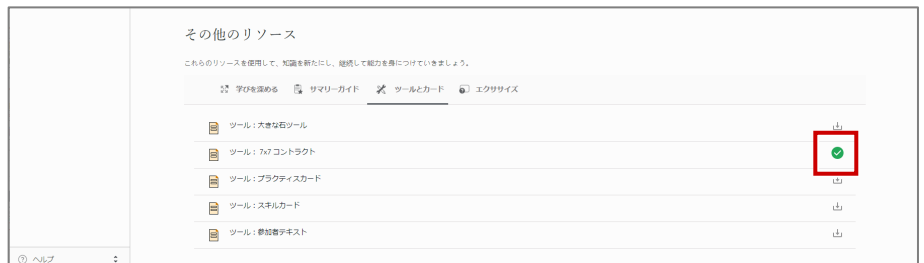 その他のリソース
これらのリソースを使用して、知識を新たにし、継続して能力を身につけていきましょう。
学びを深める サマリーガイド ツールとカード エクササイズ
ツール：大きな石ツール
ツール：7x7 コントラクト
ツール：プラクティスカード
ツール：スキルカード
ツール：参加者テキスト
ヘルプ